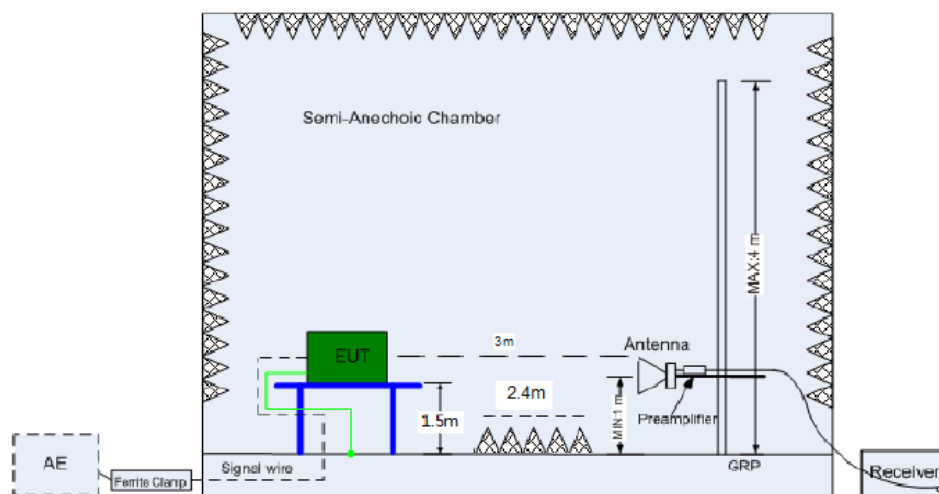 Semi-Anechoic Chamber
MAX:4 m
EUT
3m
Antenna
2.4m
1.5m
MIN:1 m
Preamplifier
AE
Ferrite Clamp
Signal wire
GRP
Receiver